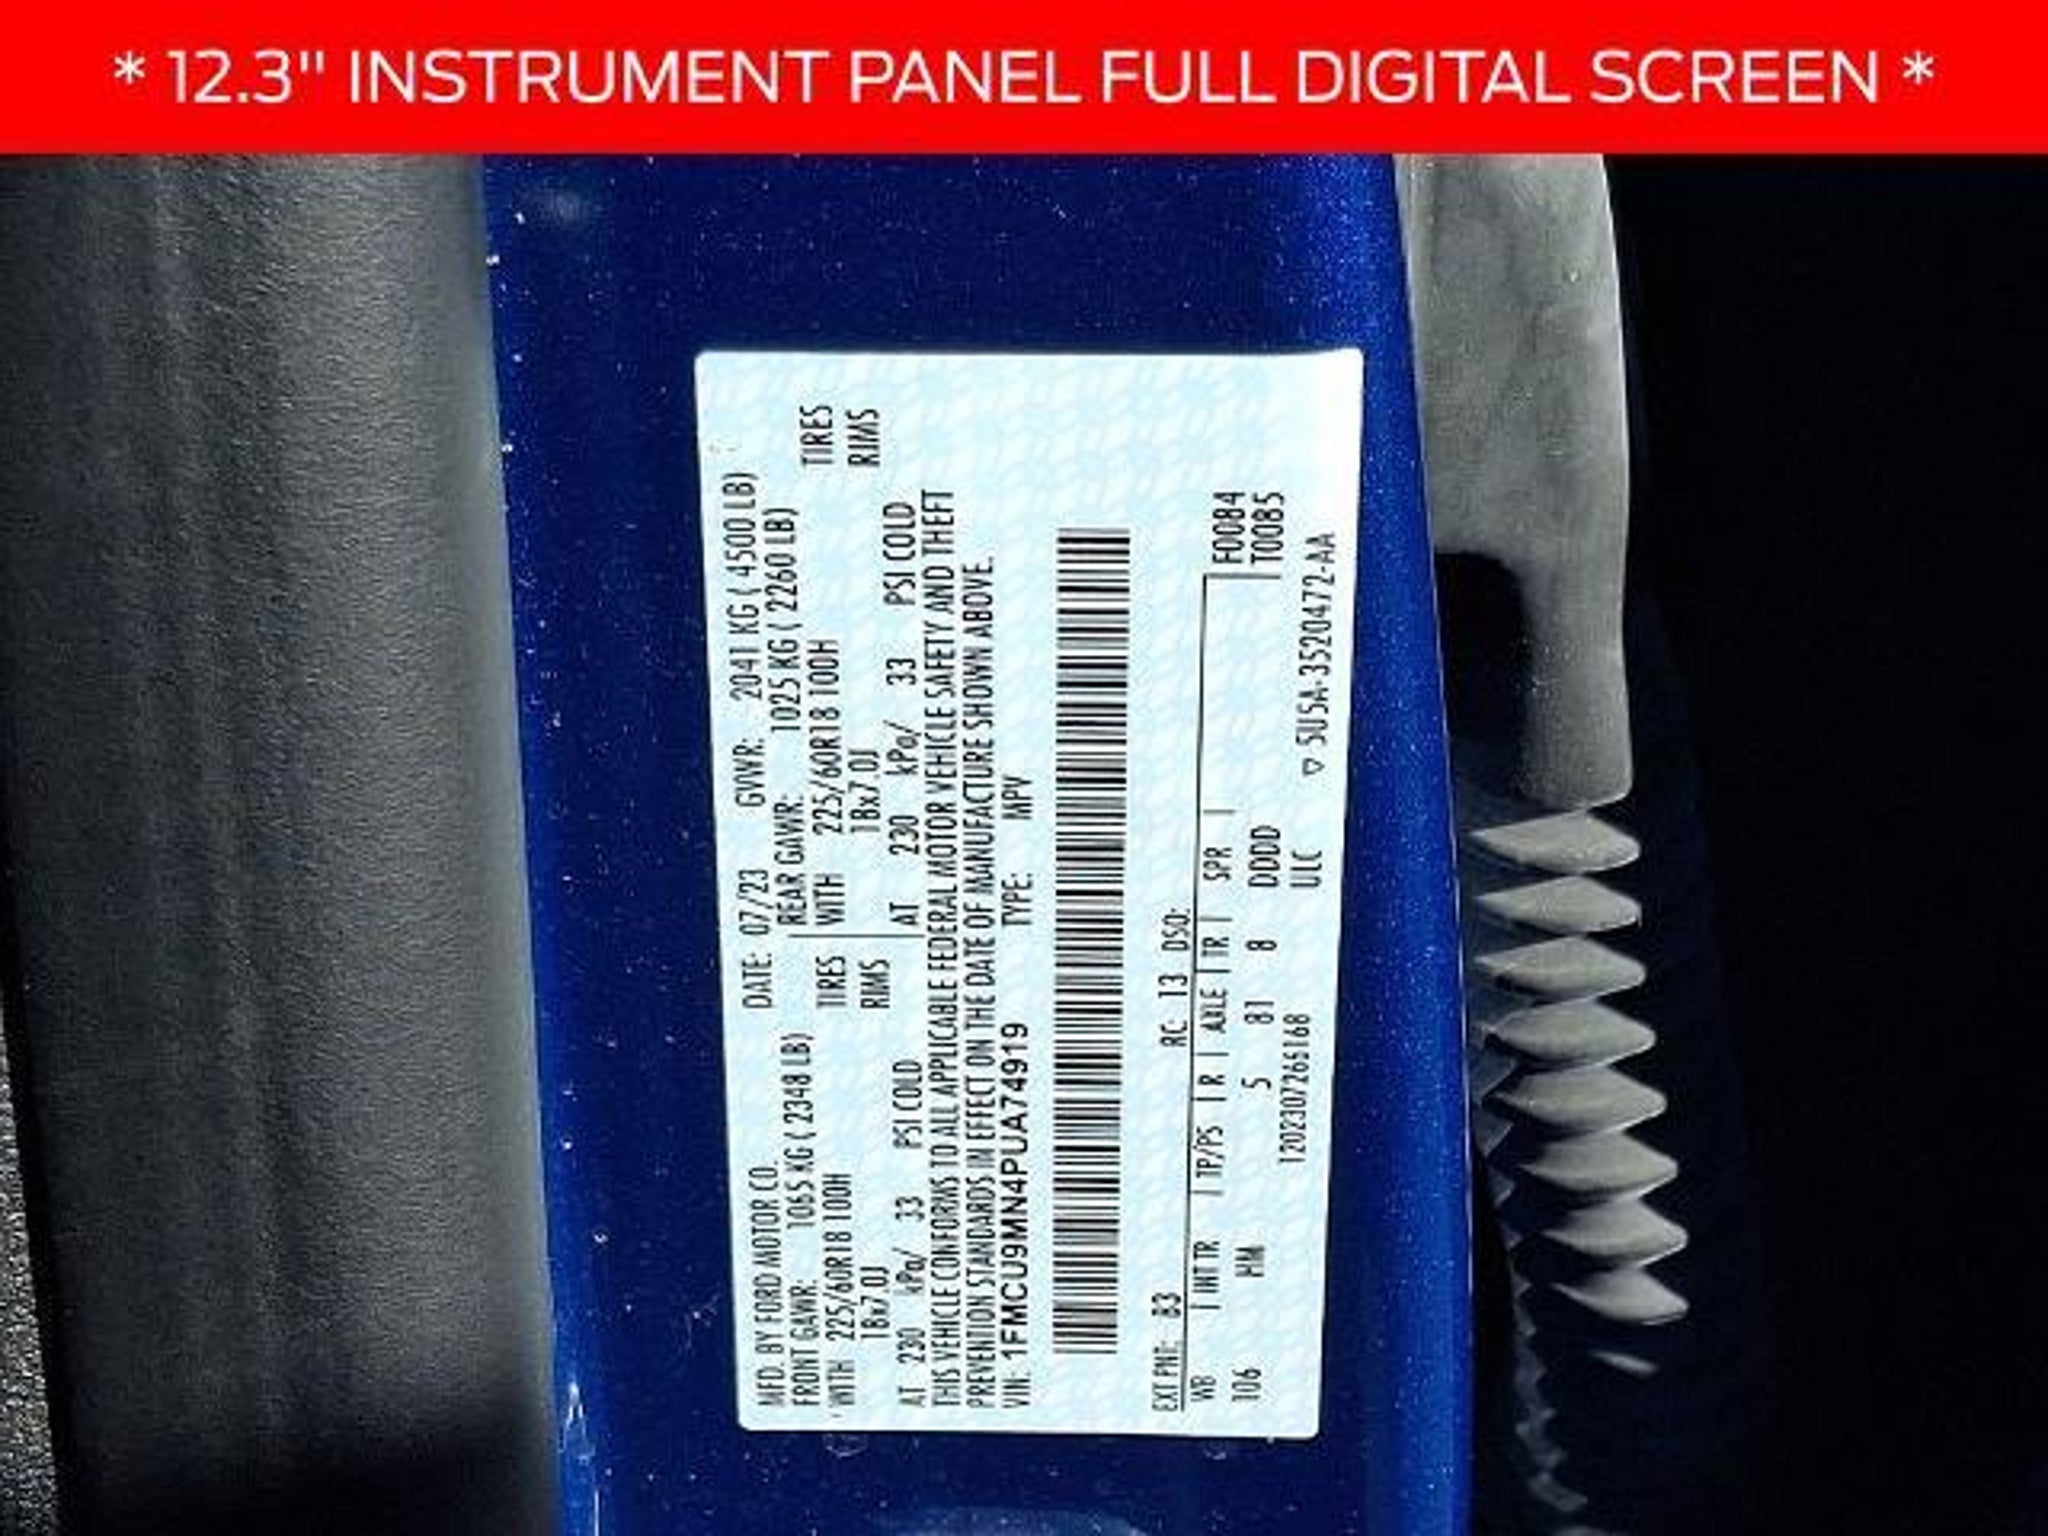 * 12.3" INSTRUMENT PANEL FULL DIGITAL SCREEN *
MFD. BY FORD MOTOR CO. DATE: 07/23 GVWR: 2041 KG ( 4500 LB)
FRONT GAWR: 1065 KG ( 2348 LB) REAR GAWR: 1025 KG ( 2260 LB)
WITH 225/60R18 100H TIRES WITH 225/60R18 100H TIRES
18x7.0J RIMS 18x7.0J RIMS
AT 230 kPa/ 33 PSI COLD AT 230 kPa/ 33 PSI COLD
THIS VEHICLE CONFORMS TO ALL APPLICABLE FEDERAL MOTOR VEHICLE SAFETY AND THEFT
PREVENTION STANDARDS IN EFFECT ON THE DATE OF MANUFACTURE SHOWN ABOVE.
VIN: 1FMCU9MN4PUA74919 TYPE: MPV
EXT PNT: B3 RC: 13 DSO:
WB | INT TR | TP/PS | R | AXLE | TR | SPR | F0084
106 HM 5 81 8 DDDD T0085
120230726S168 ULC ▽ 5U5A-3520472-AA